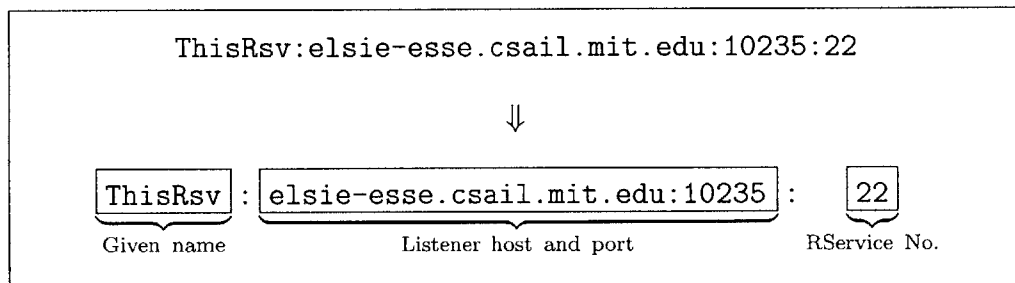 ThisRsv:elsie-esse.csail.mit.edu:10235:22
⇓
ThisRsv : elsie-esse.csail.mit.edu:10235 : 22
Given name Listener host and port RService No.